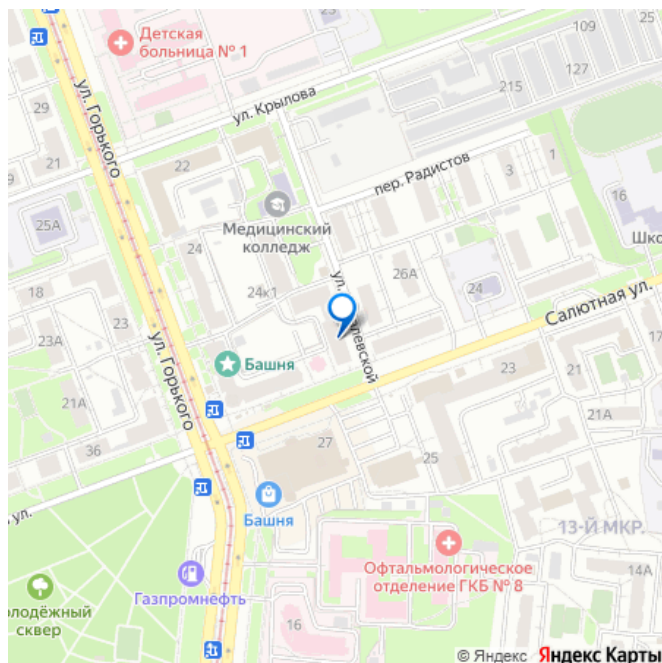 Детская
больница № 1
109
127
215
ул. Горького
ул. Крылова
29
21
22
пер. Радистов
3
1
16
25А
Медицинский
колледж
Шко
24
26А
24
18
24к1
ул.
левской
Салютная ул.
23
23А
ул. Горького
Башня
23
21А
21А
36
27
25
ул.
Башня
13-Й МКР.
Офтальмологическое
отделение ГКБ № 8
14А
Газпромнефть
олодёжный
сквер
16
© Яндекс Яндекс Карты